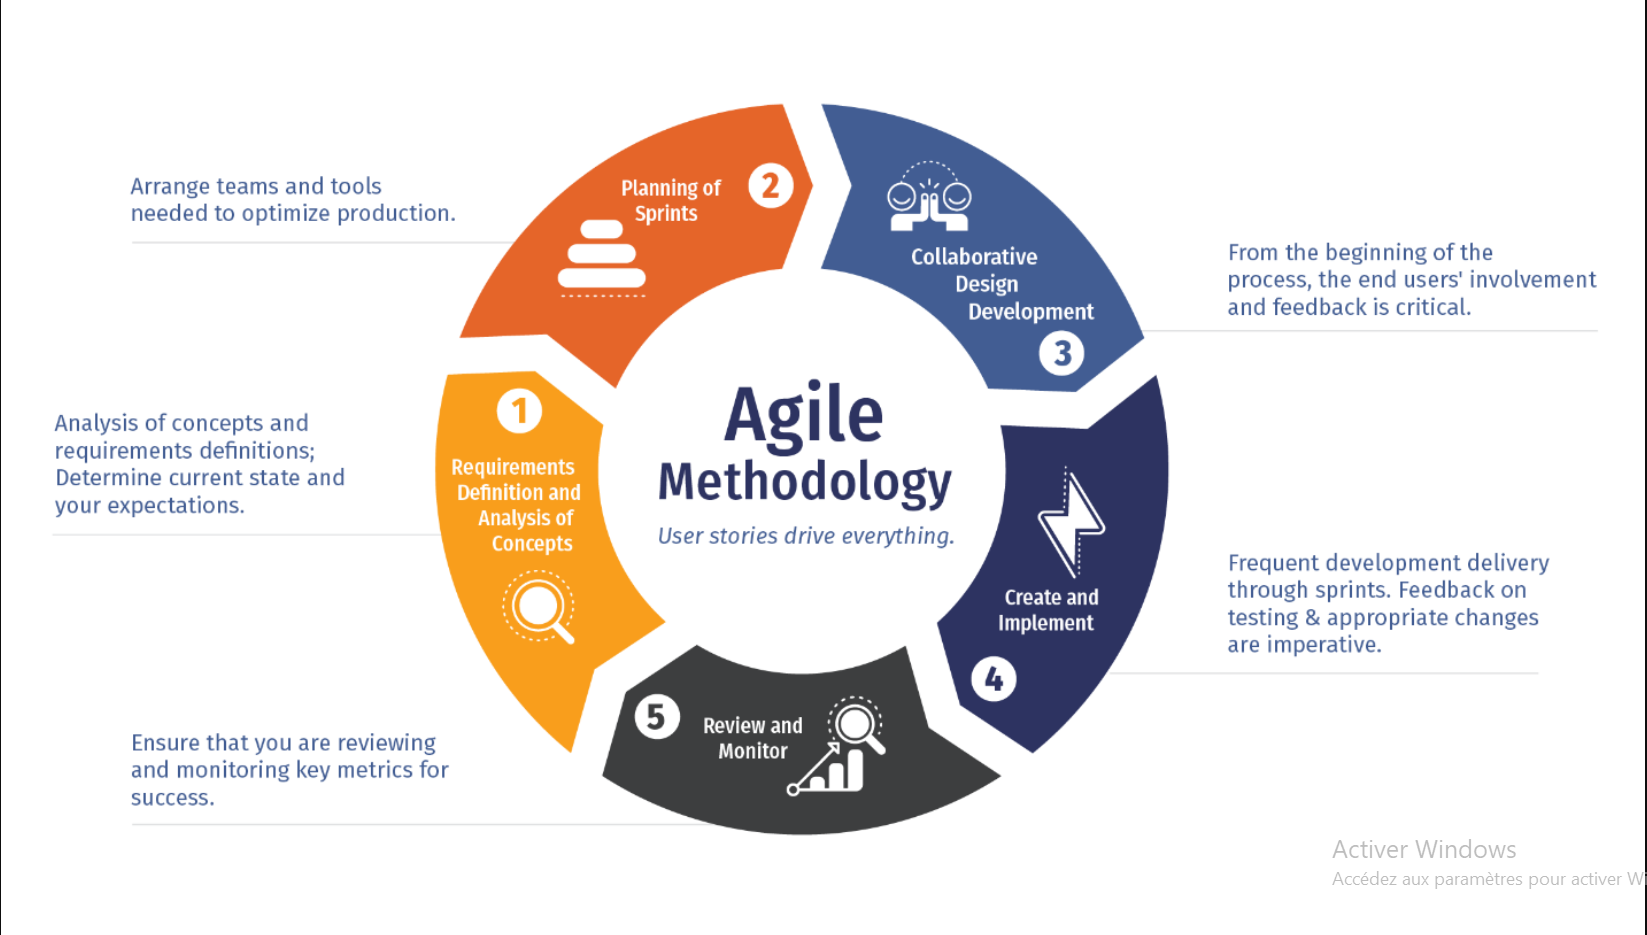 Arrange teams and tools
needed to optimize production.
Planning of
Sprints
2
Collaborative
Design
Development
3
From the beginning of the
process, the end users' involvement
and feedback is critical.
Analysis of concepts and
requirements definitions;
Determine current state and
your expectations.
1
Requirements
Definition and
Analysis of
Concepts
Agile
Methodology
User stories drive everything.
Create and
Implement
4
Frequent development delivery
through sprints. Feedback on
testing & appropriate changes
are imperative.
Ensure that you are reviewing
and monitoring key metrics for
success.
5
Review and
Monitor
Activer Windows
Accédez aux paramètres pour activer